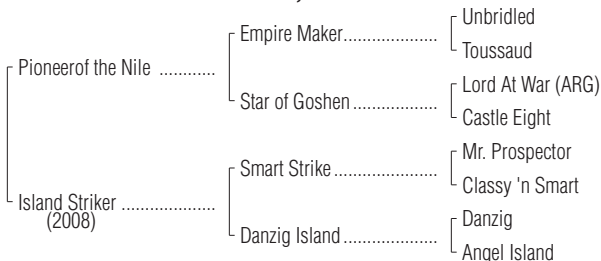 Unbridled
Empire Maker....................
Toussaud
Pioneerof the Nile ............
Lord At War (ARG)
Star of Goshen..................
Castle Eight
Mr. Prospector
Smart Strike......................
Classy 'n Smart
Island Striker ....................
(2008)
Danzig
Danzig Island....................
Angel Island